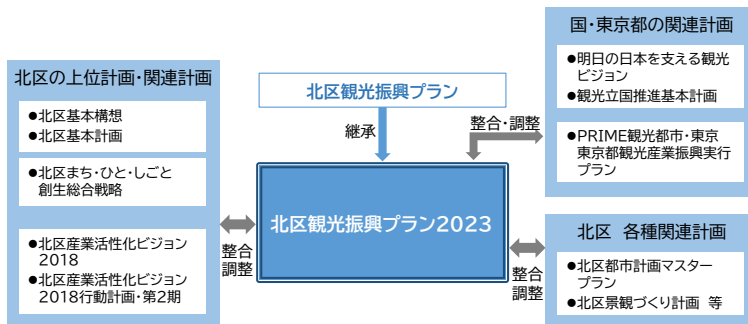 北区の上位計画・関連計画
●北区基本構想
●北区基本計画
●北区まち・ひと・しごと
創生総合戦略
●北区産業活性化ビジョン
2018
●北区産業活性化ビジョン
2018行動計画・第2期
整合
調整
北区観光振興プラン
継承
北区観光振興プラン2023
整合・調整
国・東京都の関連計画
●明日の日本を支える観光
ビジョン
●観光立国推進基本計画
●PRIME観光都市・東京
東京都観光産業振興実行
プラン
整合
調整
北区 各種関連計画
●北区都市計画マスター
プラン
●北区景観づくり計画 等